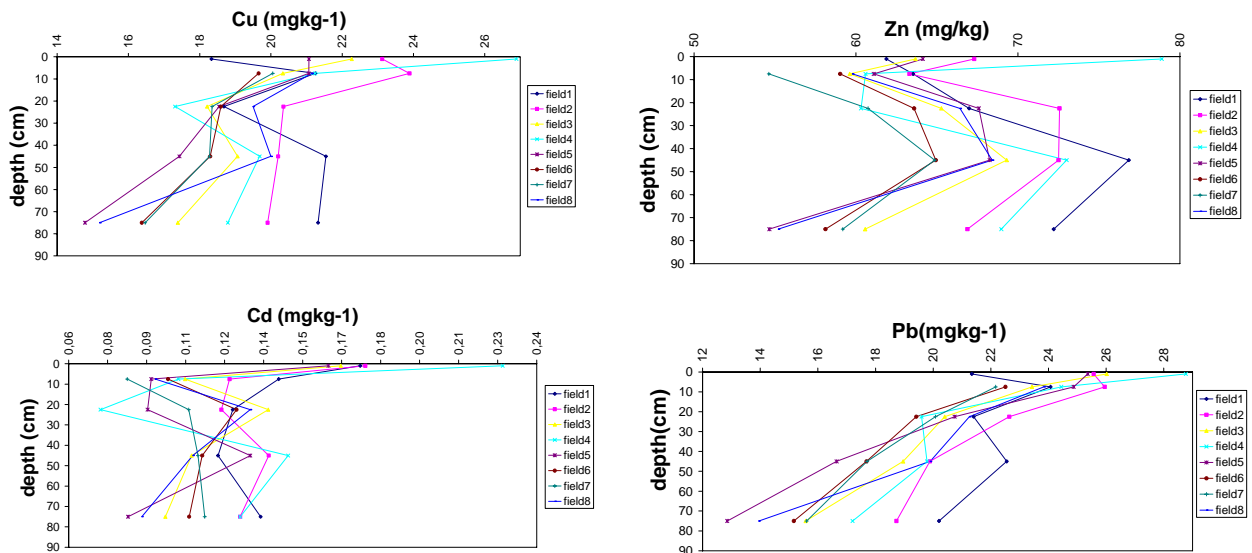 Cu (mgkg-1)
14 16 18 20 22 24 26
depth (cm)
0
10
20
30
40
50
60
70
80
90
field1
field2
field3
field4
field5
field6
field7
field8
Zn (mg/kg)
50 60 70 80
depth (cm)
0
10
20
30
40
50
60
70
80
90
field1
field2
field3
field4
field5
field6
field7
field8
Cd (mgkg-1)
0,06 0,08 0,09 0,11 0,12 0,14 0,15 0,17 0,18 0,20 0,21 0,23 0,24
depth (cm)
0
10
20
30
40
50
60
70
80
90
field1
field2
field3
field4
field5
field6
field7
field8
Pb(mgkg-1)
12 14 16 18 20 22 24 26 28
depth(cm)
0
10
20
30
40
50
60
70
80
90
field1
field2
field3
field4
field5
field6
field7
field8